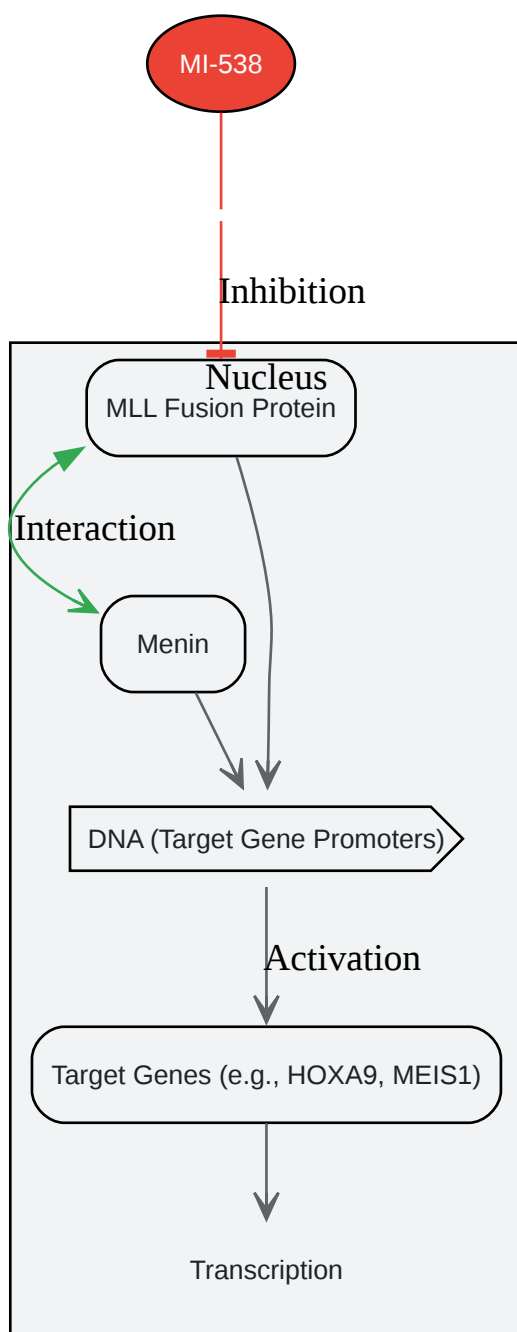 MI-538
Inhibition
Nucleus
MLL Fusion Protein
Interaction
Menin
DNA (Target Gene Promoters)
Activation
Target Genes (e.g., HOXA9, MEIS1)
Transcription